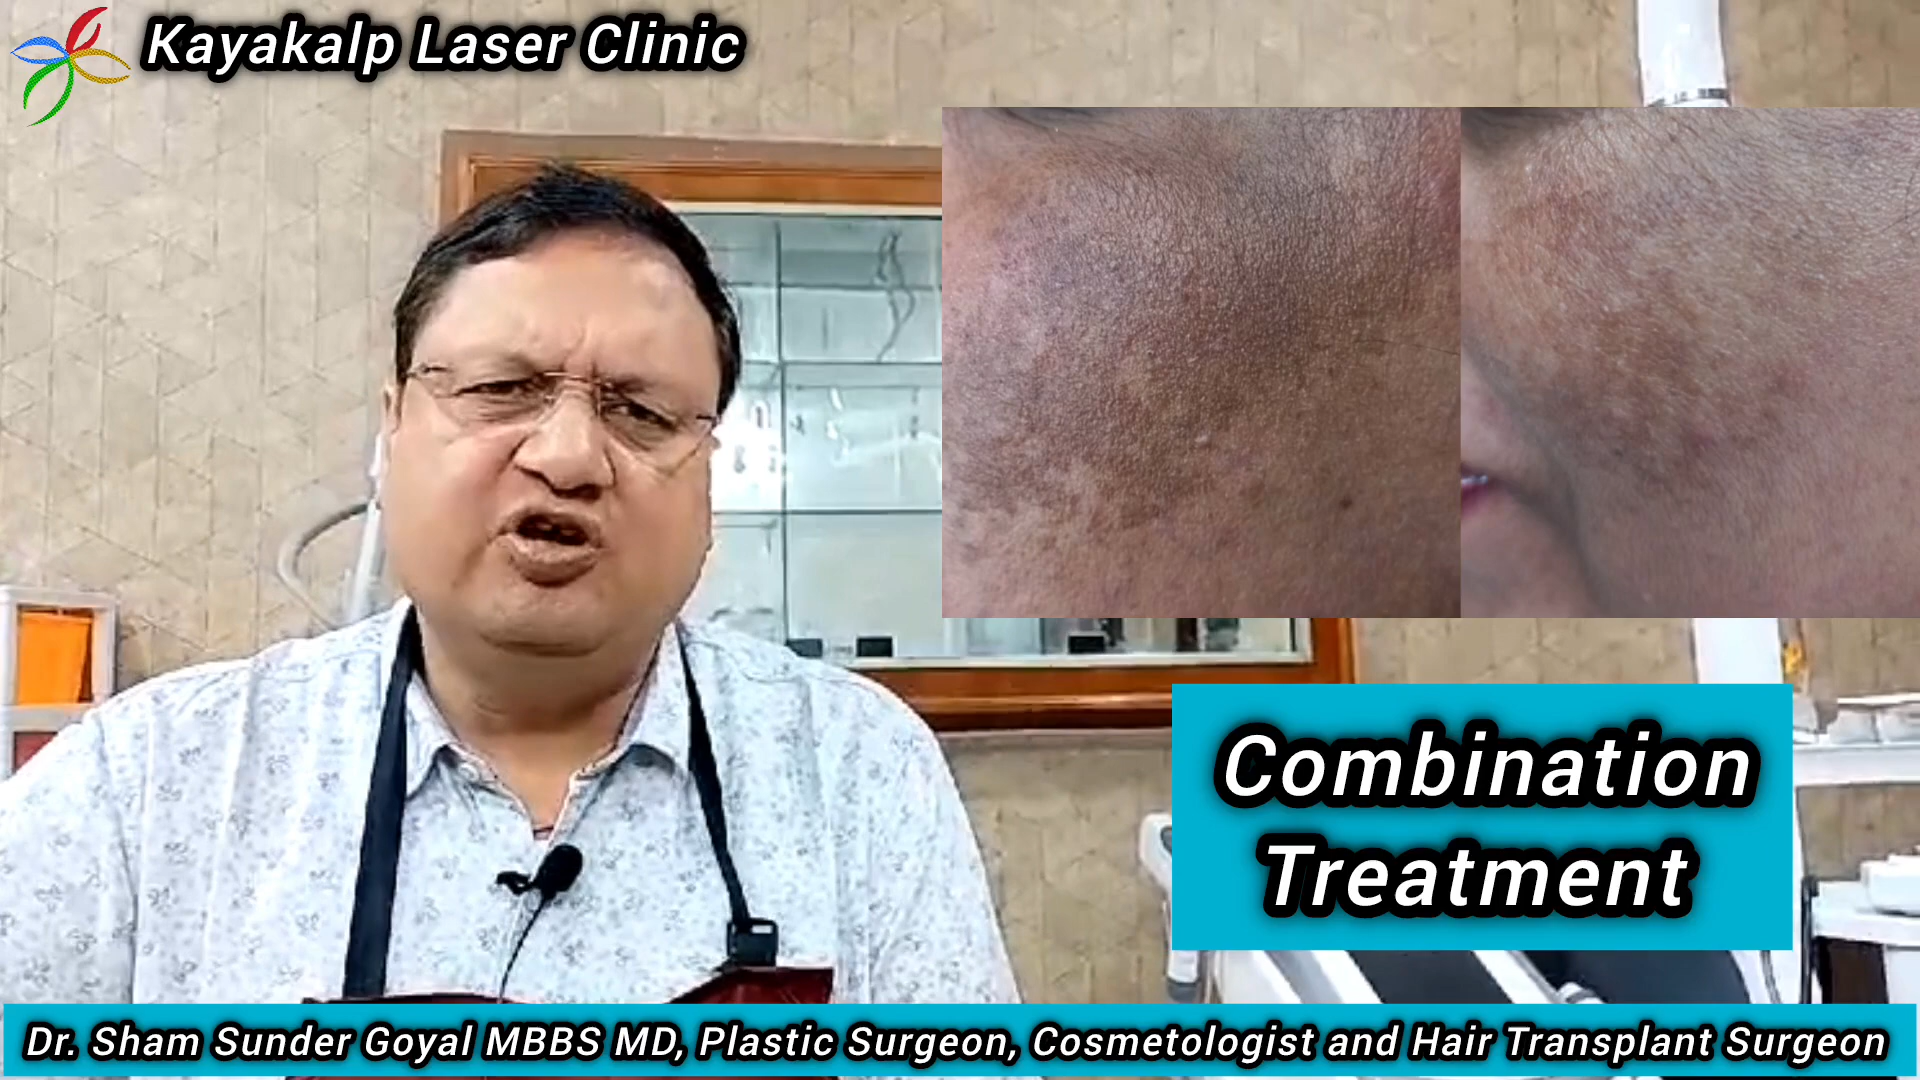 Kayakalp Laser Clinic
Combination
Treatment
Dr. Sham Sunder Goyal MBBS MD, Plastic Surgeon, Cosmetologist and Hair Transplant Surgeon